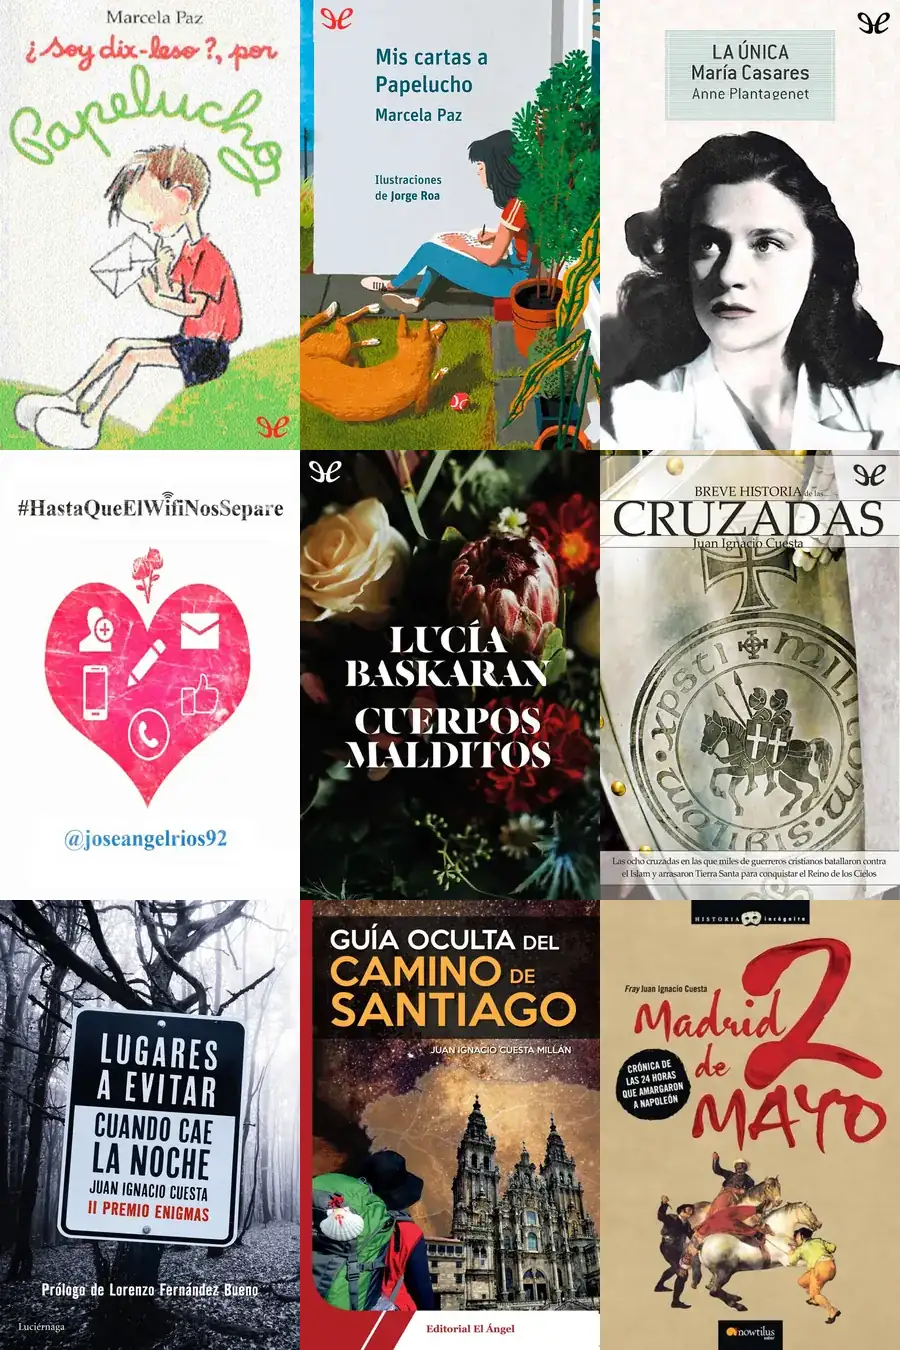 Marcela Paz
¿Soy dix-leso?, por
Papelucho
Mis cartas a
Papelucho
Marcela Paz
Ilustraciones
de Jorge Roa
LA ÚNICA
María Casares
Anne Plantagenet
#HastaQueElWifiNosSepare
@joseangelrios92
LUCÍA
BASKARAN
CUERPOS
MALDITOS
BREVE HISTORIA de las...
CRUZADAS
Juan Ignacio Cuesta
Las ocho cruzadas en las que miles de guerreros cristianos batallaron contra
el Islam y arrasaron Tierra Santa para conquistar el Reino de los Cielos
LUGARES
A EVITAR
CUANDO CAE
LA NOCHE
JUAN IGNACIO CUESTA
II PREMIO ENIGMAS
Prólogo de Lorenzo Fernández Bueno
Luciérnaga
GUÍA OCULTA DEL
CAMINO DE
SANTIAGO
JUAN IGNACIO CUESTA MILLÁN
Editorial El Ángel
HISTORIA incógnita
Fray Juan Ignacio Cuesta
2
Madrid
de
MAYO
CRÓNICA DE
LAS 24 HORAS
QUE AMARGARON
A NAPOLEÓN
nowtilus
saber